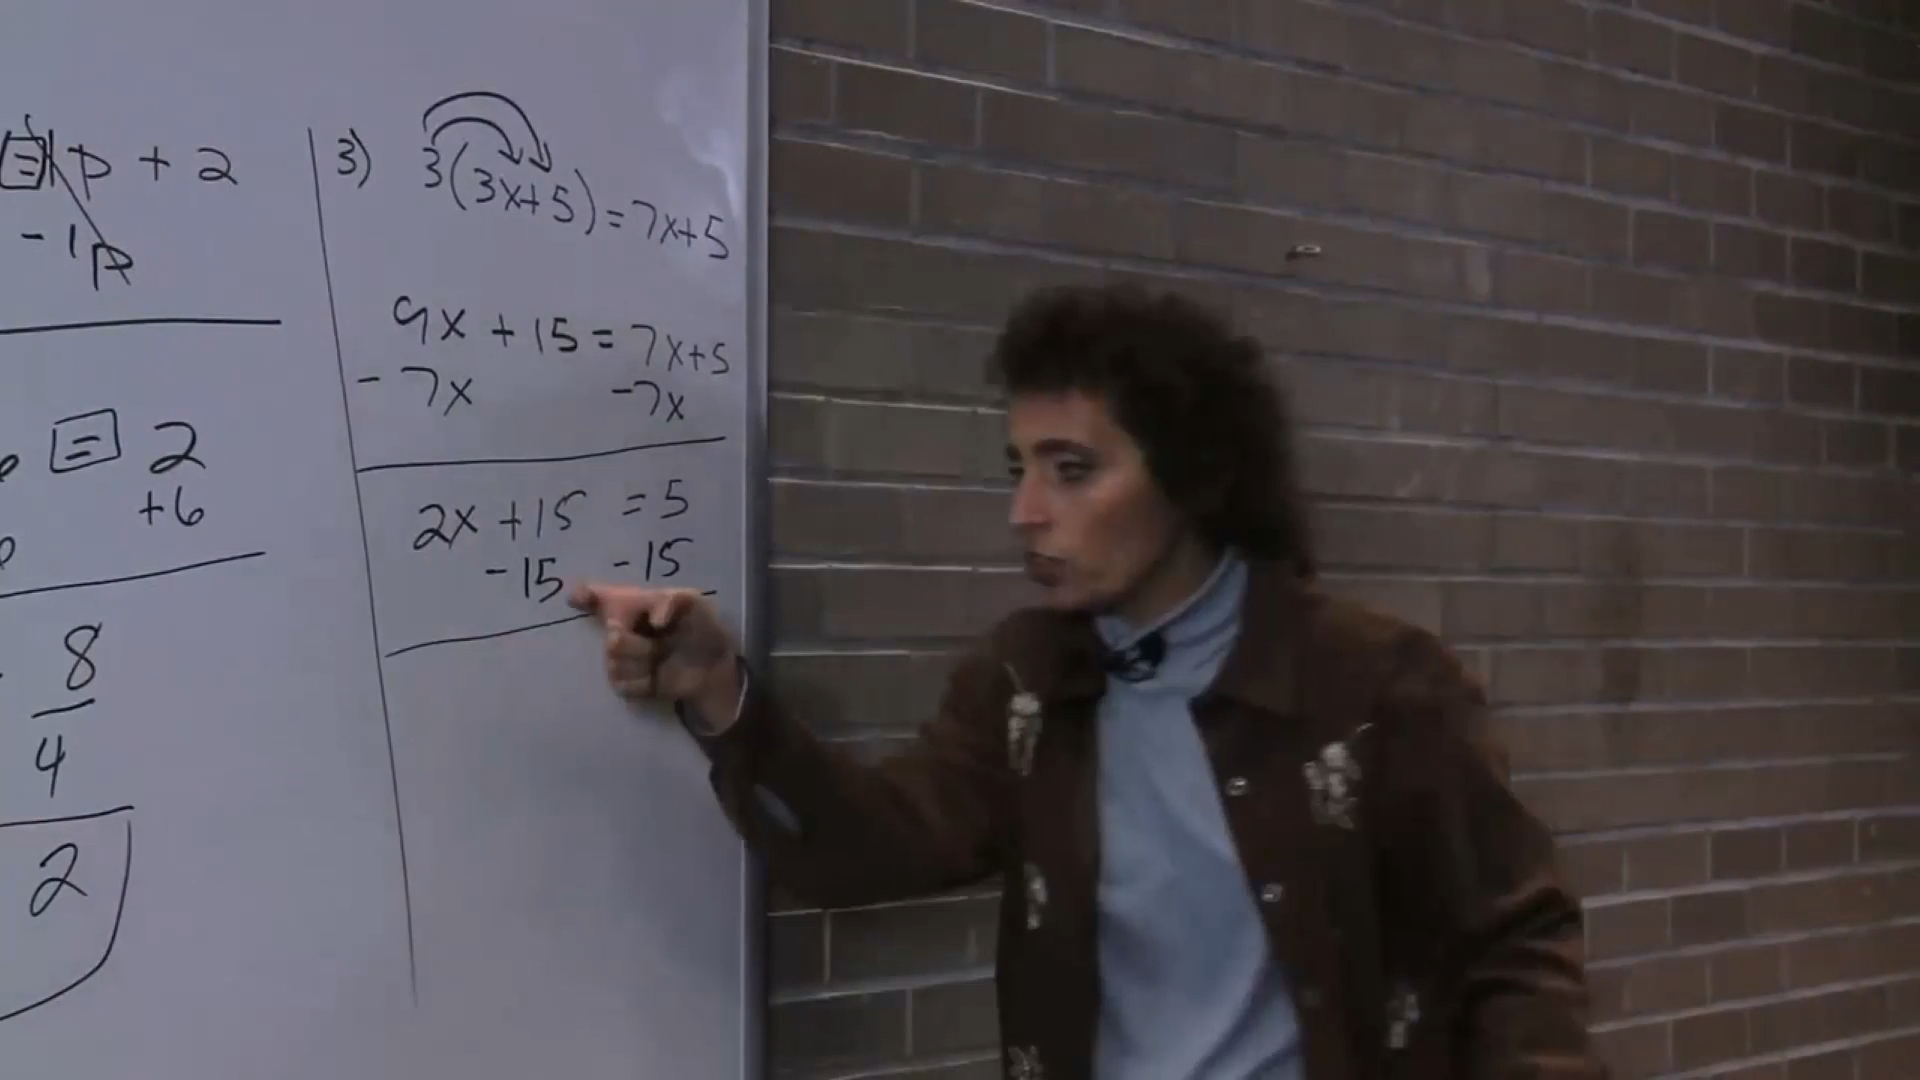 = 1p + 2
- 1p
= 2
+6
8
4
2
3) 3(3x+5) = 7x+5
9x + 15 = 7x+5
- 7x -7x
2x + 15 = 5
- 15 - 15